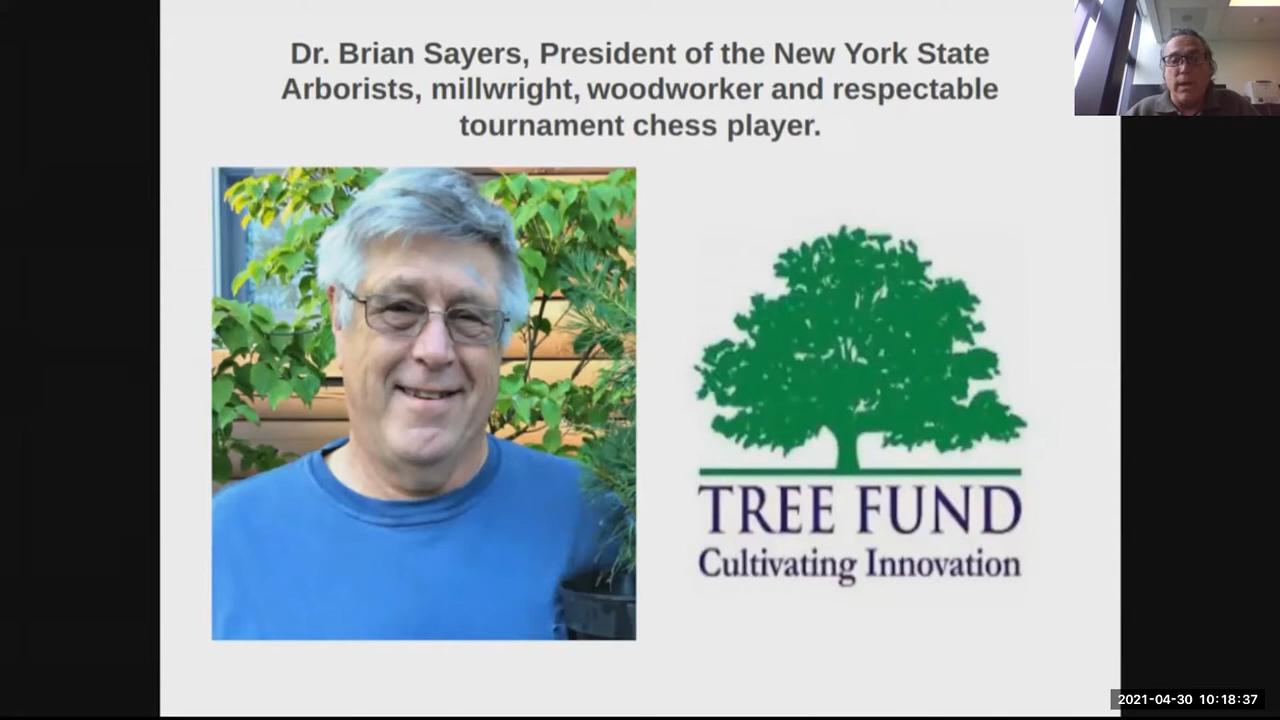 Dr. Brian Sayers, President of the New York State
Arborists, millwright, woodworker and respectable
tournament chess player.
TREE FUND
Cultivating Innovation
2021-04-30 10:18:37